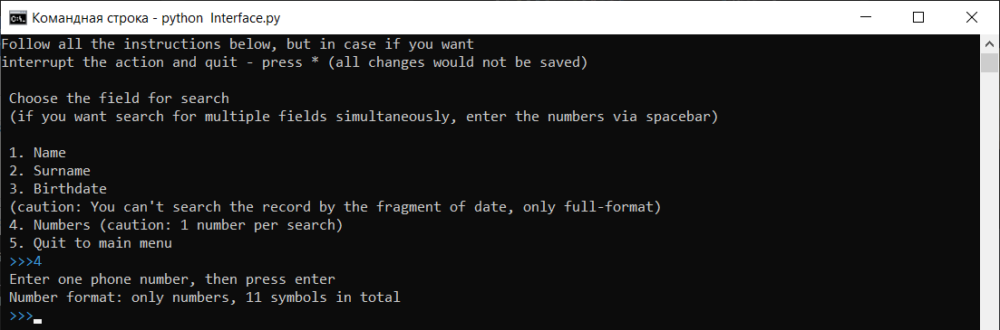 Командная строка - python Interface.py
Follow all the instructions below, but in case if you want
interrupt the action and quit - press * (all changes would not be saved)
Choose the field for search
(if you want search for multiple fields simultaneously, enter the numbers via spacebar)
1. Name
2. Surname
3. Birthdate
(caution: You can't search the record by the fragment of date, only full-format)
4. Numbers (caution: 1 number per search)
5. Quit to main menu
>>>4
Enter one phone number, then press enter
Number format: only numbers, 11 symbols in total
>>>